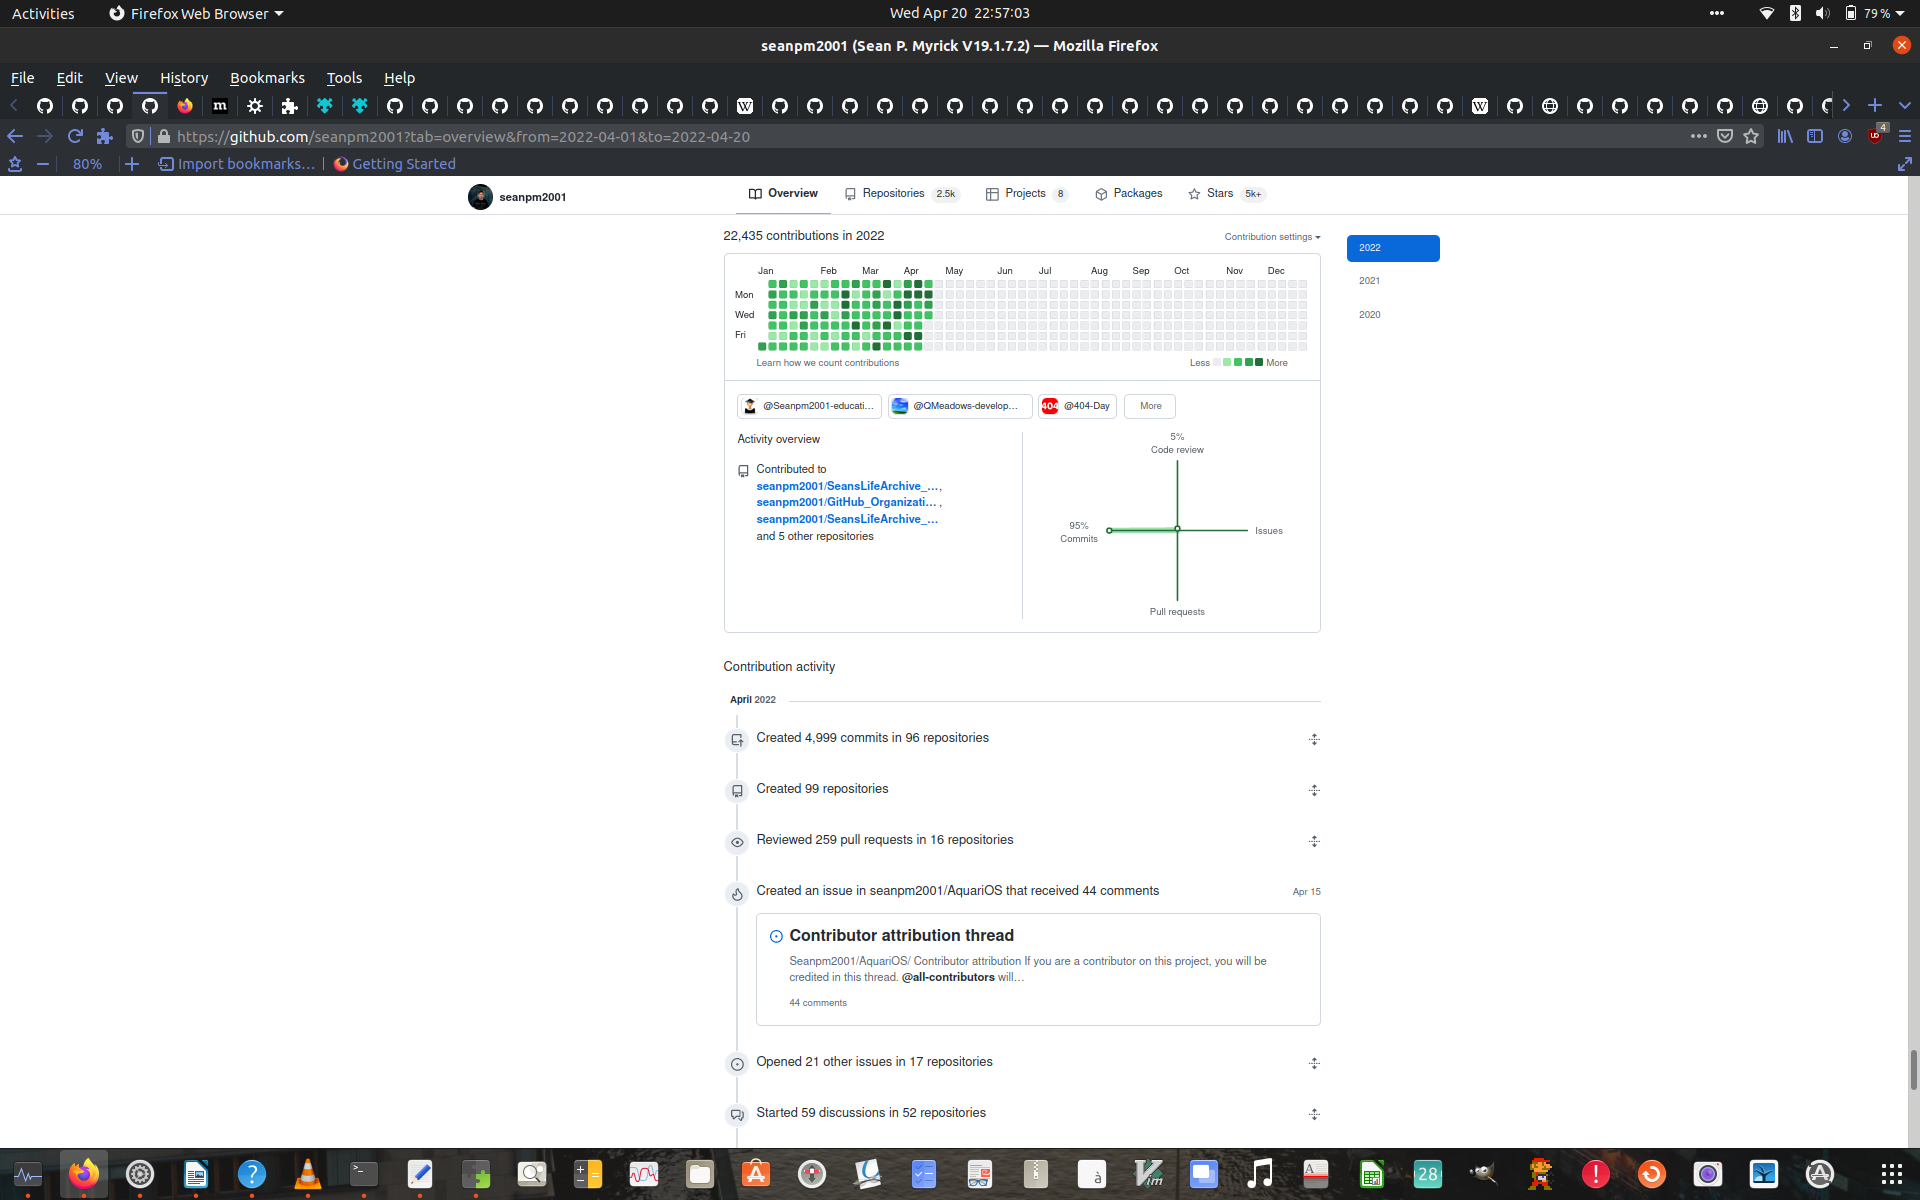 Activities
Firefox Web Browser
Wed Apr 20 22:57:03
79 %
seanpm2001 (Sean P. Myrick V19.1.7.2) — Mozilla Firefox
File Edit View History Bookmarks Tools Help
https://github.com/seanpm2001?tab=overview&from=2022-04-01&to=2022-04-20
4
80%
Import bookmarks...
Getting Started
seanpm2001
Overview
Repositories 2.5k
Projects 8
Packages
Stars 5k+
22,435 contributions in 2022
Contribution settings
2022
2021
2020
Jan Feb Mar Apr May Jun Jul Aug Sep Oct Nov Dec
Mon
Wed
Fri
Learn how we count contributions
Less More
@Seanpm2001-educati...
@QMeadows-develop...
404 @404-Day
More
Activity overview
Contributed to
seanpm2001/SeansLifeArchive_...,
seanpm2001/GitHub_Organizati...,
seanpm2001/SeansLifeArchive_...
and 5 other repositories
5%
Code review
95%
Commits
Issues
Pull requests
Contribution activity
April 2022
Created 4,999 commits in 96 repositories
Created 99 repositories
Reviewed 259 pull requests in 16 repositories
Created an issue in seanpm2001/AquariOS that received 44 comments
Apr 15
Contributor attribution thread
Seanpm2001/AquariOS/ Contributor attribution If you are a contributor on this project, you will be
credited in this thread. @all-contributors will...
44 comments
Opened 21 other issues in 17 repositories
Started 59 discussions in 52 repositories
28